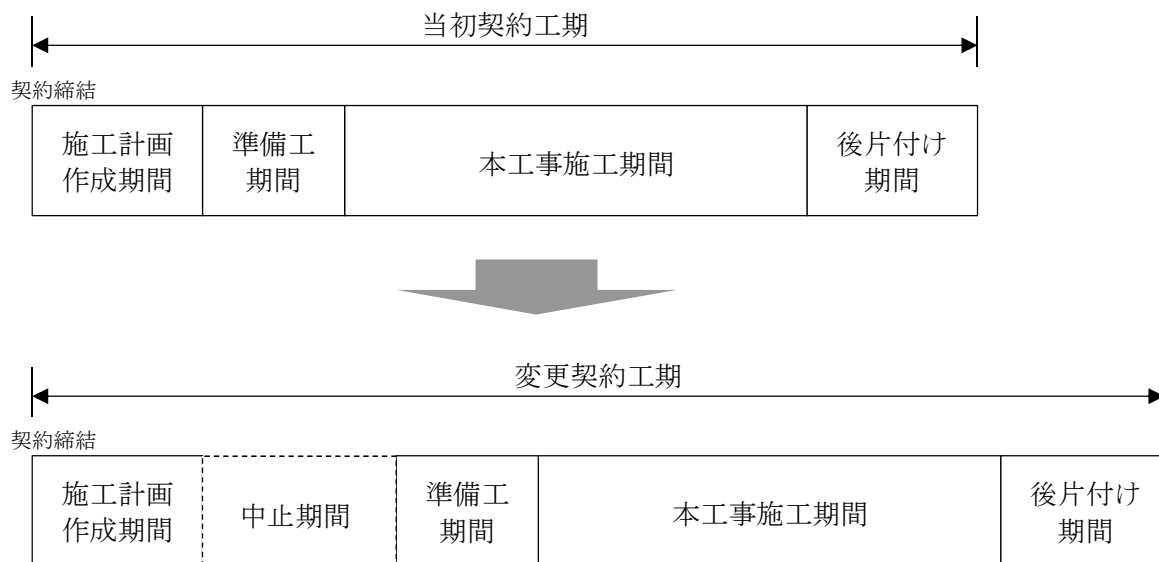 当初契約工期
契約締結
施工計画
作成期間
準備工
期間
本工事施工期間
後片付け
期間
変更契約工期
契約締結
施工計画
作成期間
中止期間
準備工
期間
本工事施工期間
後片付け
期間